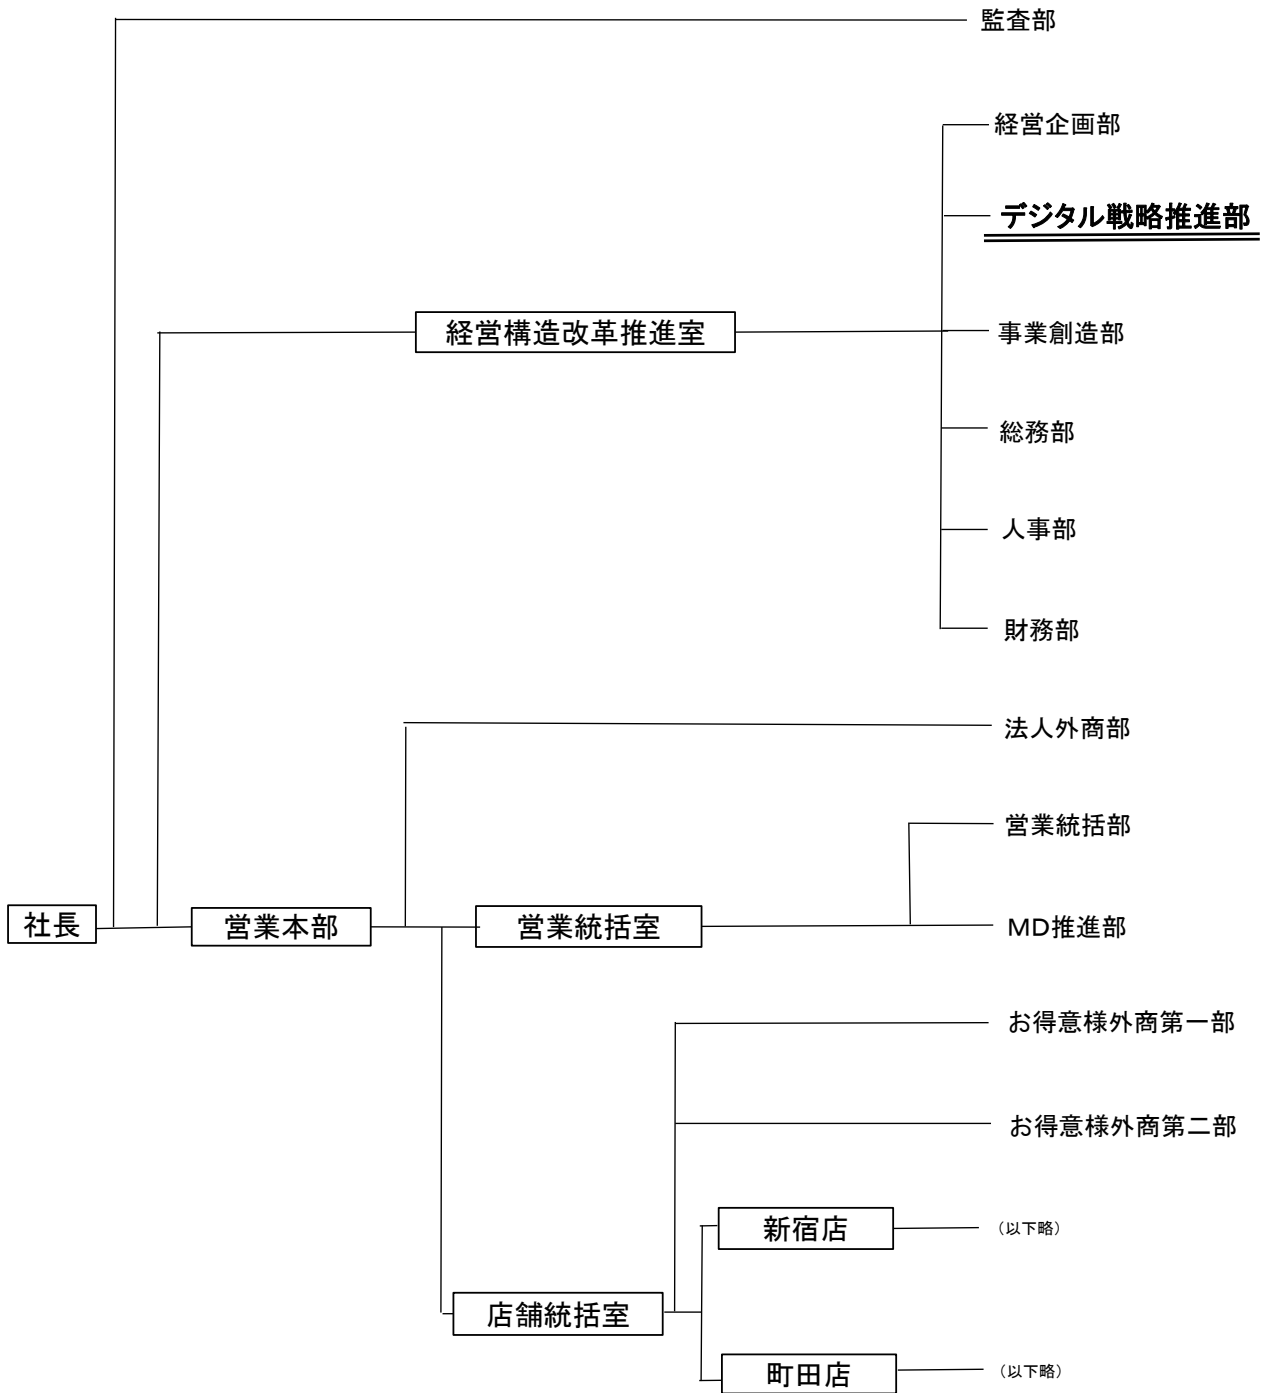 監査部
経営企画部
デジタル戦略推進部
経営構造改革推進室
事業創造部
総務部
人事部
財務部
法人外商部
営業統括部
社長
営業本部
営業統括室
MD推進部
お得意様外商第一部
お得意様外商第二部
新宿店
（以下略）
店舗統括室
町田店
（以下略）